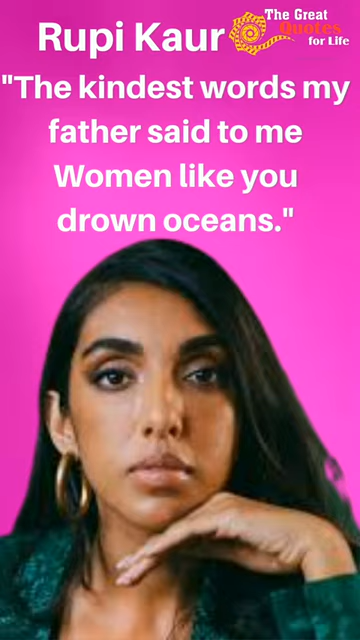 Rupi Kaur
The Great
Quotes
for Life
"The kindest words my
father said to me
Women like you
drown oceans."